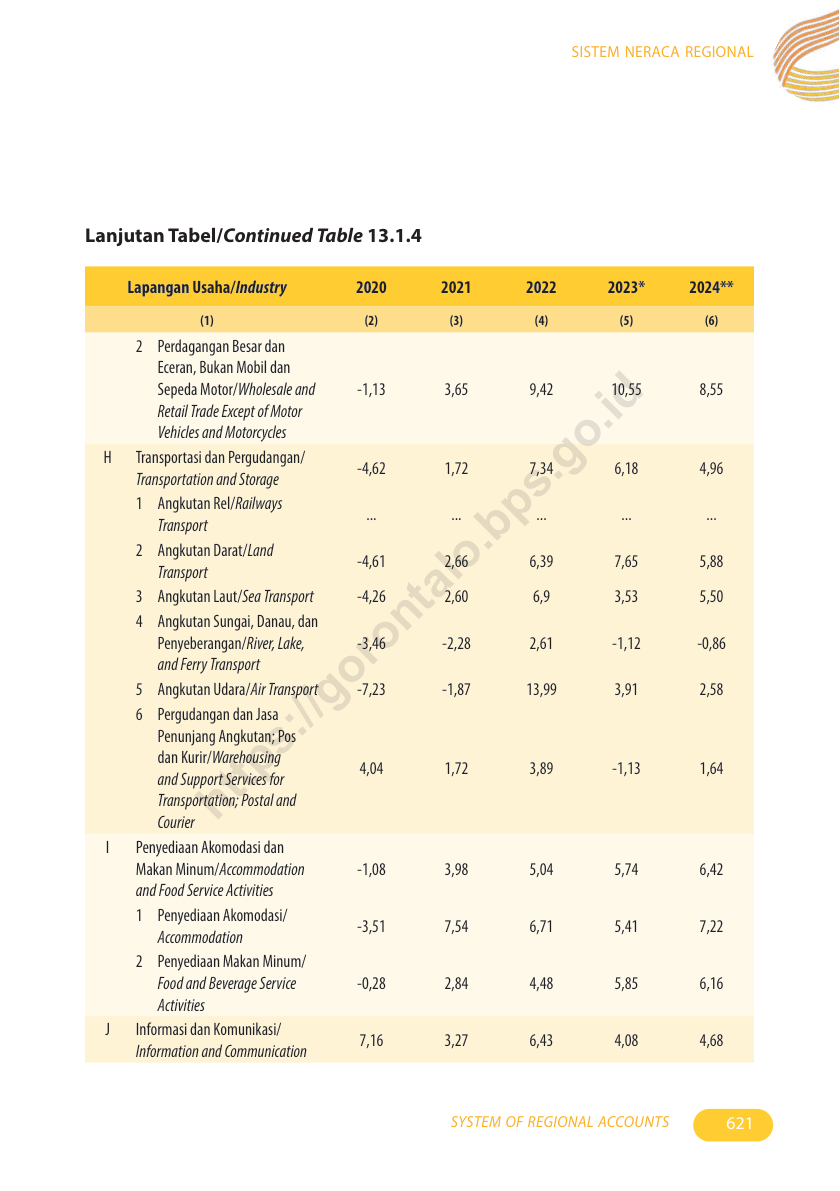 SISTEM NERACA REGIONAL
Lanjutan Tabel/Continued Table 13.1.4
Lapangan Usaha/Industry 2020 2021 2022 2023* 2024**
(1) (2) (3) (4) (5) (6)
2 Perdagangan Besar dan
Eceran, Bukan Mobil dan
Sepeda Motor/Wholesale and -1,13 3,65 9,42 10,55 8,55
Retail Trade Except of Motor
Vehicles and Motorcycles
H Transportasi dan Pergudangan/
Transportation and Storage -4,62 1,72 7,34 6,18 4,96
1 Angkutan Rel/Railways
Transport ... ... ... ... ...
2 Angkutan Darat/Land
Transport -4,61 2,66 6,39 7,65 5,88
3 Angkutan Laut/Sea Transport -4,26 2,60 6,9 3,53 5,50
4 Angkutan Sungai, Danau, dan
Penyeberangan/River, Lake, -3,46 -2,28 2,61 -1,12 -0,86
and Ferry Transport
5 Angkutan Udara/Air Transport -7,23 -1,87 13,99 3,91 2,58
6 Pergudangan dan Jasa
Penunjang Angkutan; Pos
dan Kurir/Warehousing
and Support Services for 4,04 1,72 3,89 -1,13 1,64
Transportation; Postal and
Courier
I Penyediaan Akomodasi dan
Makan Minum/Accommodation -1,08 3,98 5,04 5,74 6,42
and Food Service Activities
1 Penyediaan Akomodasi/
Accommodation -3,51 7,54 6,71 5,41 7,22
2 Penyediaan Makan Minum/
Food and Beverage Service -0,28 2,84 4,48 5,85 6,16
Activities
J Informasi dan Komunikasi/
Information and Communication 7,16 3,27 6,43 4,08 4,68
https://gorontalo.bps.go.id
SYSTEM OF REGIONAL ACCOUNTS 621